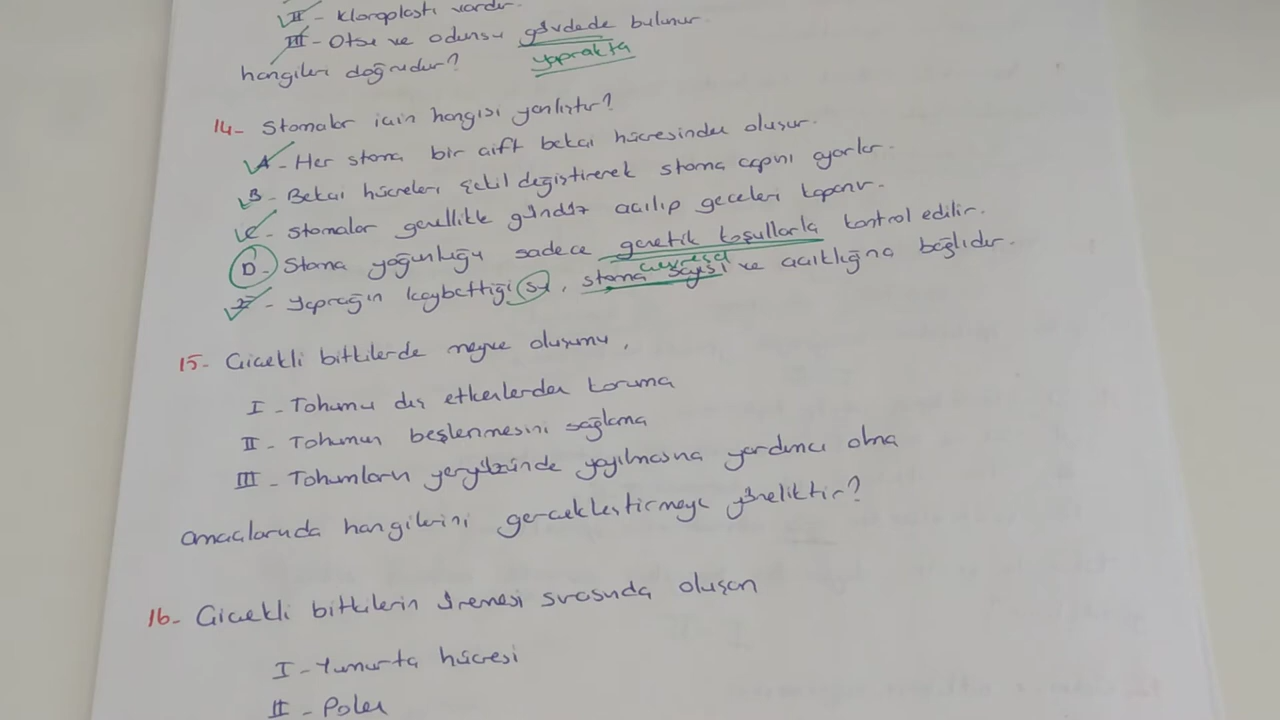 II - Kloroplastı vardır.
III - Otsu ve odunsu gövdede bulunur
yaprakta
hangileri doğrudur?
14- Stomalar için hangisi yanlıştır?
A - Her stoma bir çift bekçi hücresinden oluşur.
B - Bekçi hücreleri şekil değiştirerek stoma çapını ayarlar.
C - Stomalar genellikle gündüz açılıp geceleri kapanır.
D - Stoma yoğunluğu sadece genetik koşullarla kontrol edilir.
çevresel
E - Yaprağın kaybettiği su, stoma sayısı ve açıklığına bağlıdır.
15- Çiçekli bitkilerde meyve oluşumu,
I - Tohumu dış etkenlerden koruma
II - Tohumun beslenmesini sağlama
III - Tohumların yeryüzünde yayılmasına yardımcı olma
amaçlarından hangilerini gerçekleştirmeye yöneliktir?
16- Çiçekli bitkilerin üremesi sırasında oluşan
I - Yumurta hücresi
II - Polen